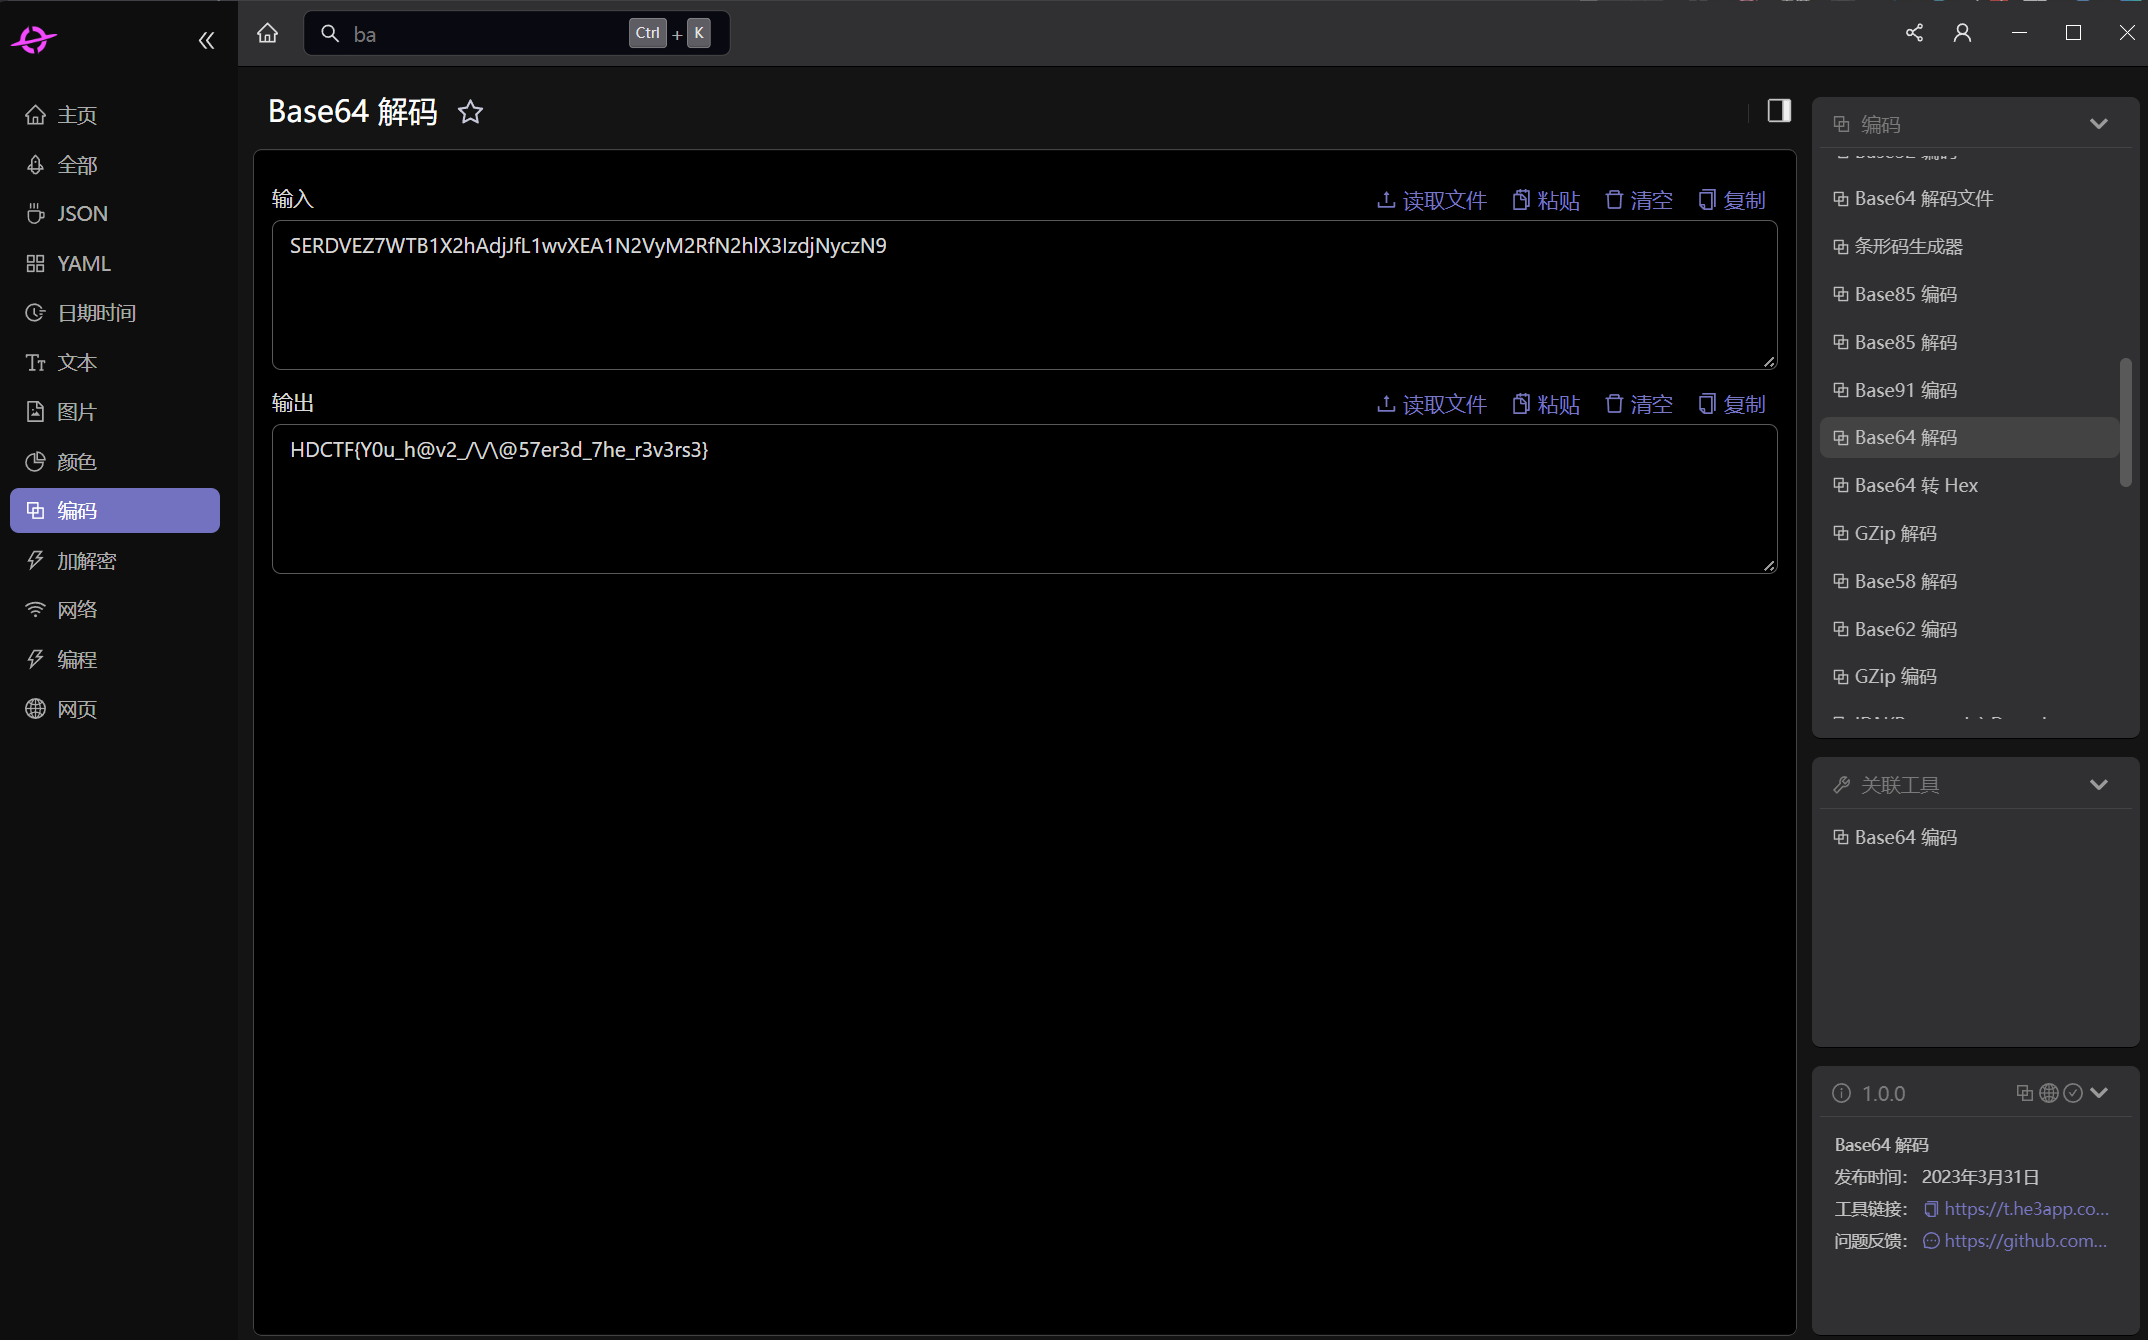 ba
Ctrl + K
主页
全部
JSON
YAML
日期时间
文本
图片
颜色
编码
加解密
网络
编程
网页
Base64 解码
输入
读取文件
粘贴
清空
复制
SERDVEZ7WTB1X2hAdjJfL1wvXEA1N2VyM2RfN2hlX3IzdjNyczN9
输出
读取文件
粘贴
清空
复制
HDCTF{Y0u_h@v2_/\/\@57er3d_7he_r3v3rs3}
编码
Base64 解码文件
条形码生成器
Base85 编码
Base85 解码
Base91 编码
Base64 解码
Base64 转 Hex
GZip 解码
Base58 解码
Base62 编码
GZip 编码
关联工具
Base64 编码
1.0.0
Base64 解码
发布时间： 2023年3月31日
工具链接： https://t.he3app.co...
问题反馈： https://github.com...